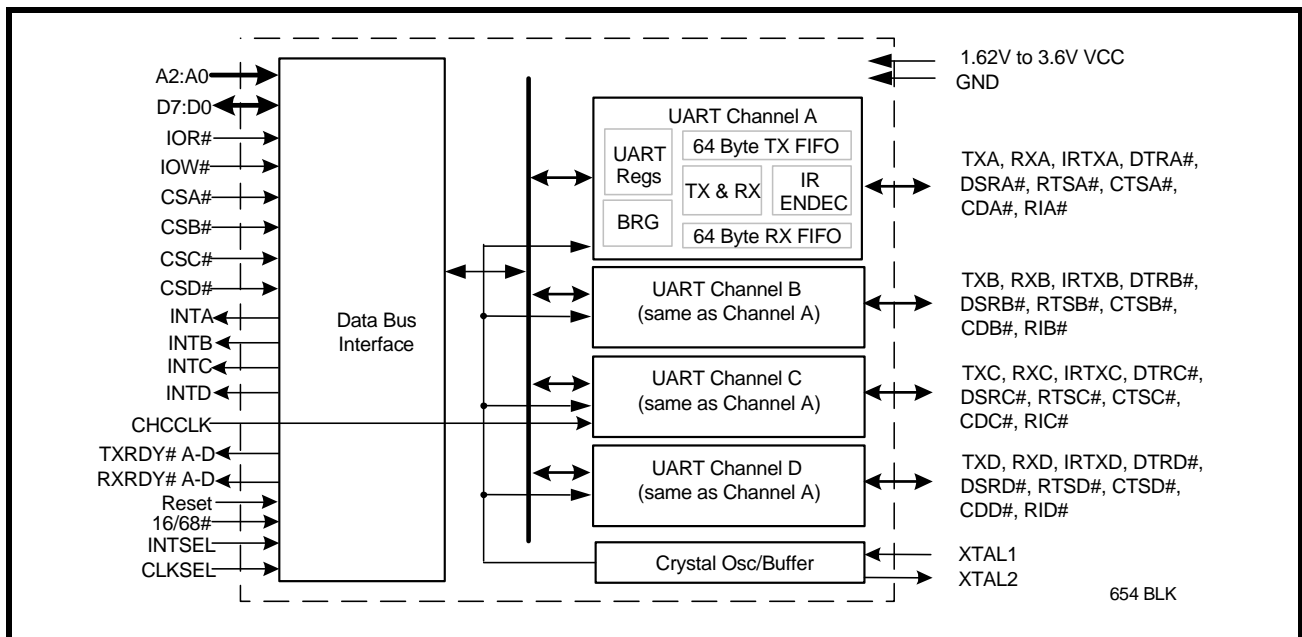 A2:A0
D7:D0
IOR#
IOW#
CSA#
CSB#
CSC#
CSD#
INTA
INTB
INTC
INTD
CHCCLK
TXRDY# A-D
RXRDY# A-D
Reset
16/68#
INTSEL
CLKSEL
Data Bus
Interface
UART Channel A
UART
Regs
BRG
64 Byte TX FIFO
TX & RX
IR
ENDEC
64 Byte RX FIFO
UART Channel B
(same as Channel A)
UART Channel C
(same as Channel A)
UART Channel D
(same as Channel A)
Crystal Osc/Buffer
1.62V to 3.6V VCC
GND
TXA, RXA, IRTXA, DTRA#,
DSRA#, RTSA#, CTSA#,
CDA#, RIA#
TXB, RXB, IRTXB, DTRB#,
DSRB#, RTSB#, CTSB#,
CDB#, RIB#
TXC, RXC, IRTXC, DTRC#,
DSRC#, RTSC#, CTSC#,
CDC#, RIC#
TXD, RXD, IRTXD, DTRD#,
DSRD#, RTSD#, CTSD#,
CDD#, RID#
XTAL1
XTAL2
654 BLK